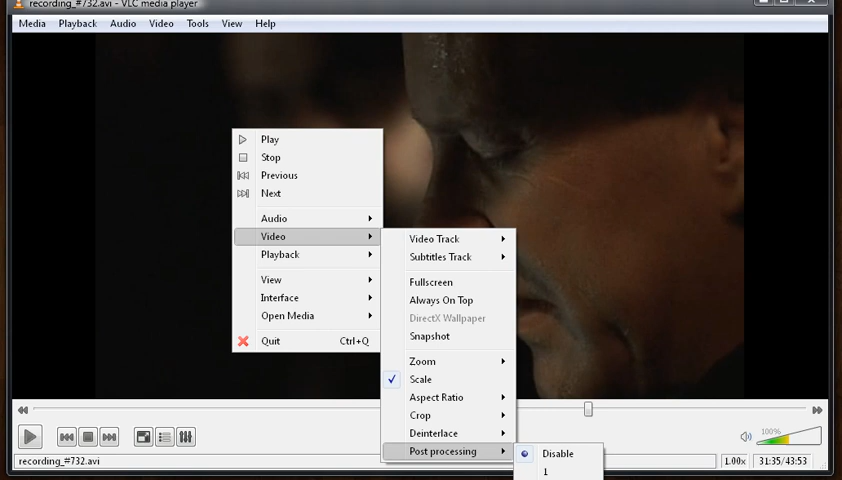 recording_#732.avi - VLC media player
Media Playback Audio Video Tools View Help
Play
Stop
Previous
Next
Audio
Video
Playback
View
Interface
Open Media
Quit Ctrl+Q
Video Track
Subtitles Track
Fullscreen
Always On Top
DirectX Wallpaper
Snapshot
Zoom
Scale
Aspect Ratio
Crop
Deinterlace
Post processing
Disable
1
100%
recording_#732.avi
1.00x
31:35/43:53